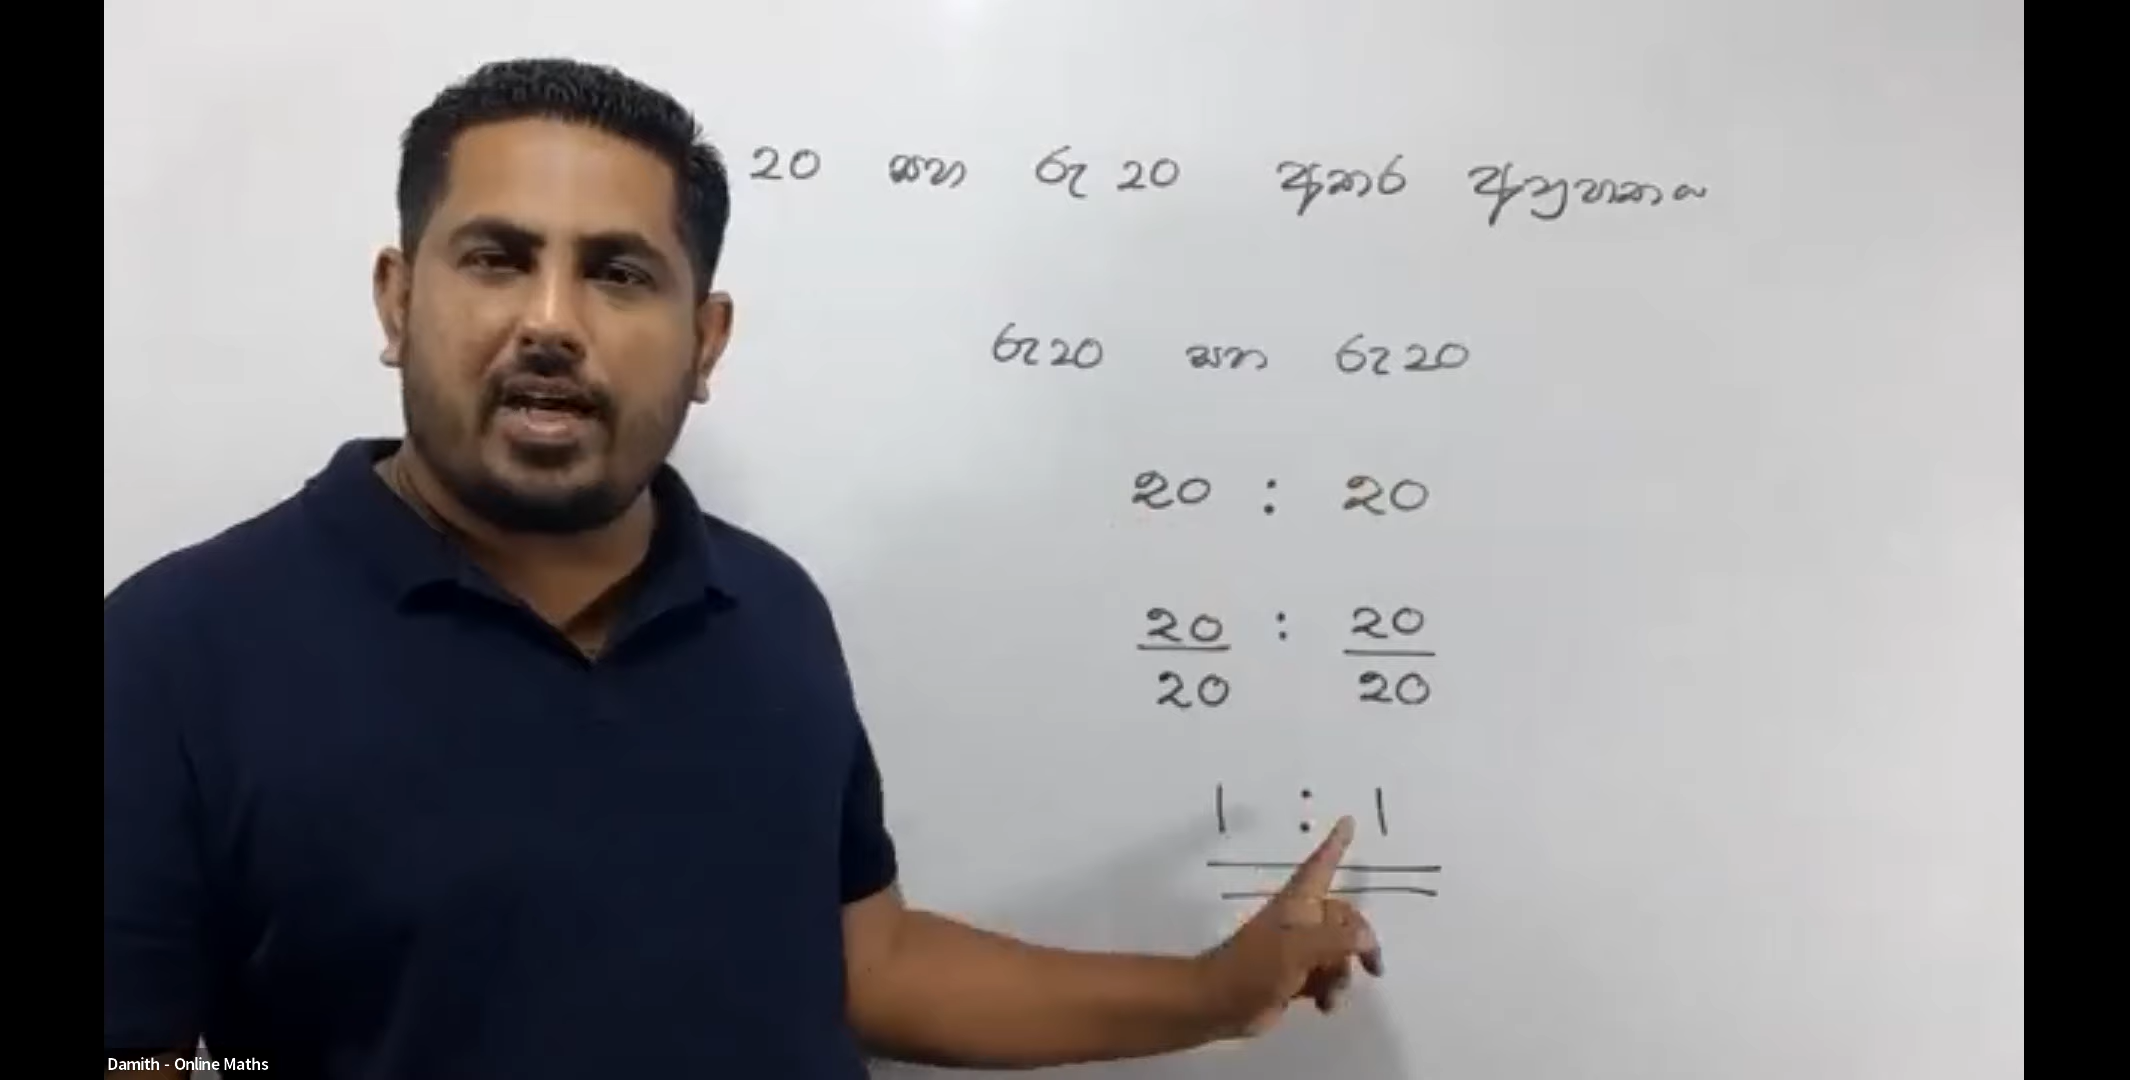 20 සහ රු 20 අතර අනුපාතය
රු 20 සහ රු 20
20 : 20
20 : 20
20 20
1 : 1
Damith - Online Maths